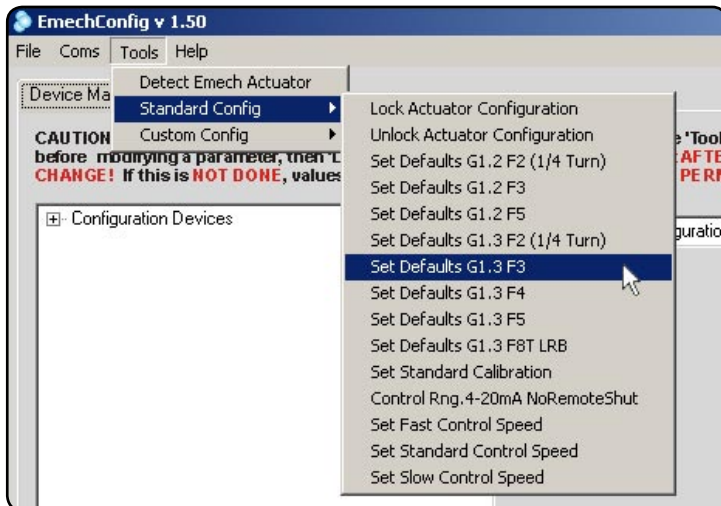 EmechConfig v 1.50
File Coms Tools Help
Device Ma
Detect Emech Actuator
Standard Config
Custom Config
CAUTION
before modifying a parameter, then
CHANGE! If this is NOT DONE, values
Configuration Devices
Lock Actuator Configuration
Unlock Actuator Configuration
Set Defaults G1.2 F2 (1/4 Turn)
Set Defaults G1.2 F3
Set Defaults G1.2 F5
Set Defaults G1.3 F2 (1/4 Turn)
Set Defaults G1.3 F3
Set Defaults G1.3 F4
Set Defaults G1.3 F5
Set Defaults G1.3 F8T LRB
Set Standard Calibration
Control Rng.4-20mA NoRemoteShut
Set Fast Control Speed
Set Standard Control Speed
Set Slow Control Speed
e 'Tool
AFTE
PERM
guratio